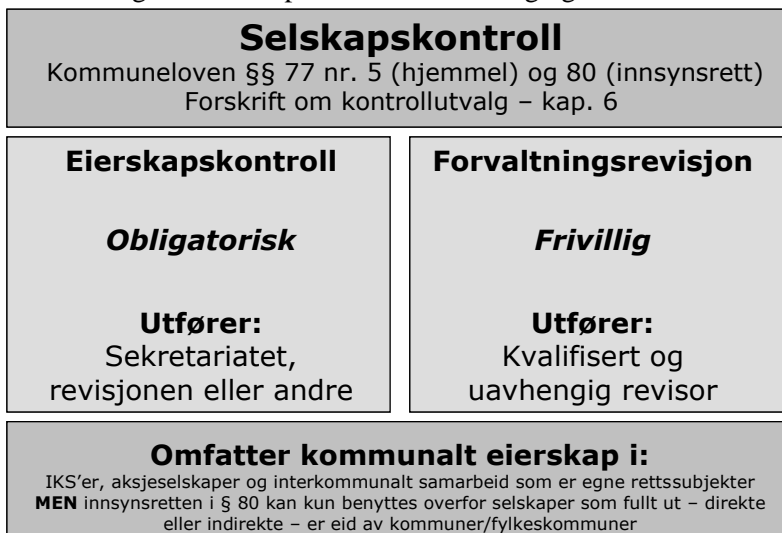 Selskapskontroll
Kommuneloven §§ 77 nr. 5 (hjemmel) og 80 (innsynsrett)
Forskrift om kontrollutvalg – kap. 6
Eierskapskontroll
Obligatorisk
Utfører:
Sekretariatet,
revisjonen eller andre
Forvaltningsrevisjon
Frivillig
Utfører:
Kvalifisert og
uavhengig revisor
Omfatter kommunalt eierskap i:
IKS'er, aksjeselskaper og interkommunalt samarbeid som er egne rettssubjekter
MEN innsynsretten i § 80 kan kun benyttes overfor selskaper som fullt ut – direkte
eller indirekte – er eid av kommuner/fylkeskommuner